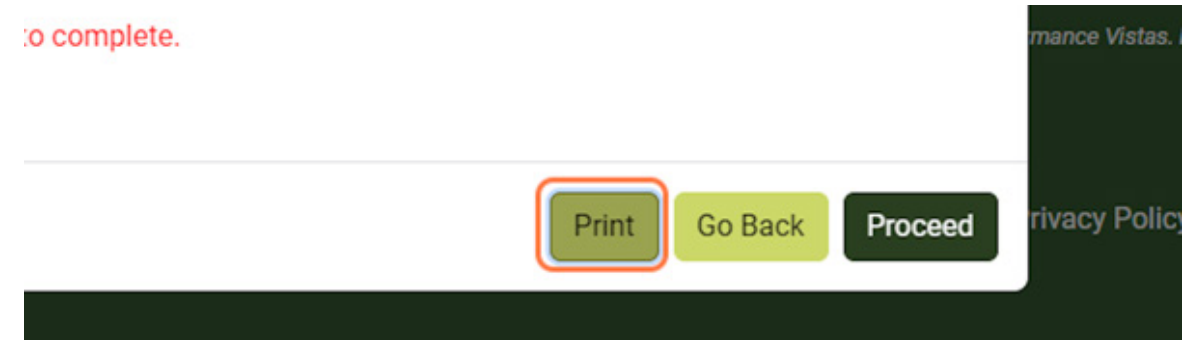 to complete.
mance Vistas.
Print Go Back Proceed
rivacy Policy